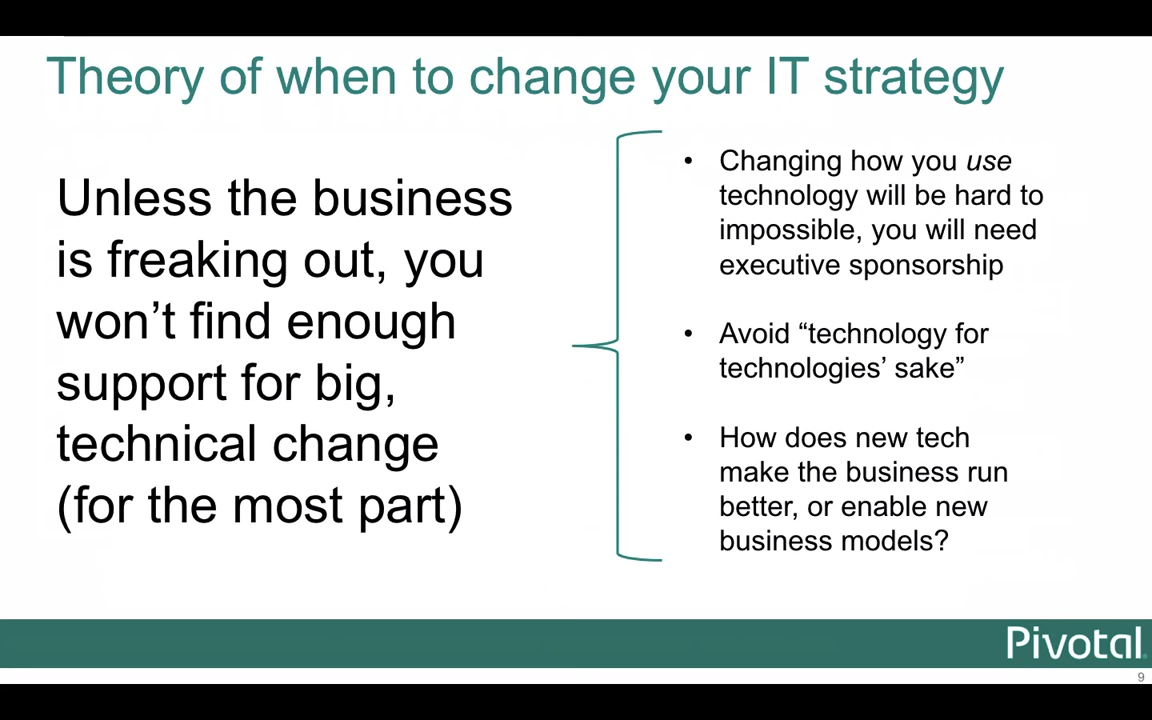 Theory of when to change your IT strategy
Unless the business
is freaking out, you
won’t find enough
support for big,
technical change
(for the most part)
• Changing how you use
technology will be hard to
impossible, you will need
executive sponsorship
• Avoid “technology for
technologies’ sake”
• How does new tech
make the business run
better, or enable new
business models?
Pivotal
9